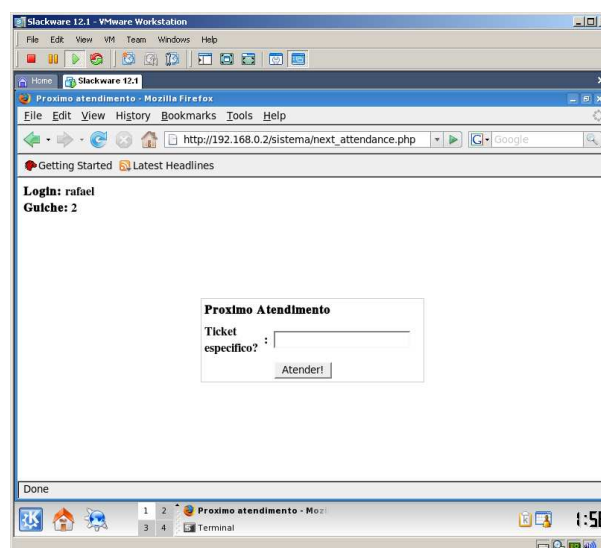 Slackware 12.1 - VMware Workstation
File Edit View VM Team Windows Help
Home Slackware 12.1
Proximo atendimento - Mozilla Firefox
File Edit View History Bookmarks Tools Help
http://192.168.0.2/sistema/next_attendance.php Google
Getting Started Latest Headlines
Login: rafael
Guiche: 2
Proximo Atendimento
Ticket
especifico? :
Atender!
Done
1 2 Proximo atendimento - Moz
3 4 Terminal